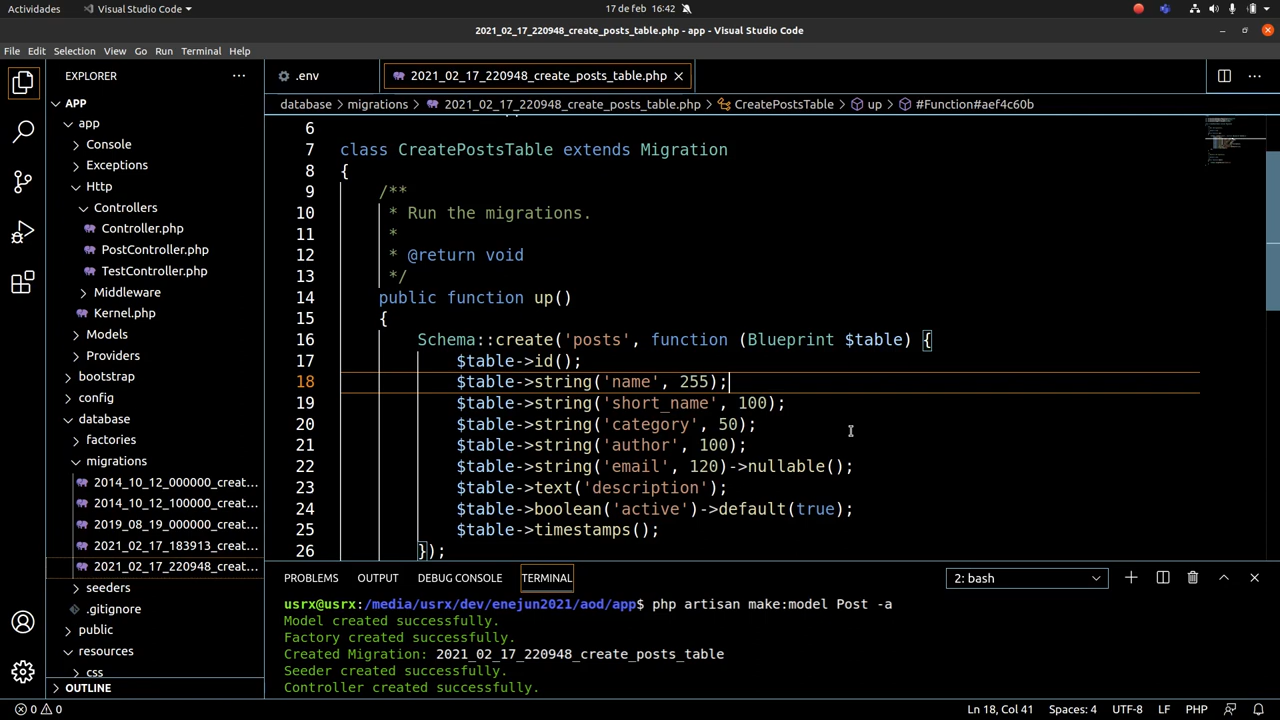 Actividades
Visual Studio Code
17 de feb 16:42
2021_02_17_220948_create_posts_table.php - app - Visual Studio Code
File Edit Selection View Go Run Terminal Help
EXPLORER
.env
2021_02_17_220948_create_posts_table.php
APP
database
migrations
2021_02_17_220948_create_posts_table.php
CreatePostsTable
up
#Function#aef4c60b
app
Console
Exceptions
Http
Controllers
Controller.php
PostController.php
TestController.php
Middleware
Kernel.php
Models
Providers
bootstrap
config
database
factories
migrations
2014_10_12_000000_creat...
2014_10_12_100000_creat...
2019_08_19_000000_creat...
2021_02_17_183913_creat...
2021_02_17_220948_creat...
seeders
.gitignore
public
resources
css
OUTLINE
6
7 class CreatePostsTable extends Migration
8 {
9 /**
10 * Run the migrations.
11 *
12 * @return void
13 */
14 public function up()
15 {
16 Schema::create('posts', function (Blueprint $table) {
17 $table->id();
18 $table->string('name', 255);
19 $table->string('short_name', 100);
20 $table->string('category', 50);
21 $table->string('author', 100);
22 $table->string('email', 120)->nullable();
23 $table->text('description');
24 $table->boolean('active')->default(true);
25 $table->timestamps();
26 });
PROBLEMS OUTPUT DEBUG CONSOLE TERMINAL
2: bash
usrx@usrx:/media/usrx/dev/enejun2021/aod/app$ php artisan make:model Post -a
Model created successfully.
Factory created successfully.
Created Migration: 2021_02_17_220948_create_posts_table
Seeder created successfully.
Controller created successfully.
0 0
Ln 18, Col 41
Spaces: 4
UTF-8
LF
PHP